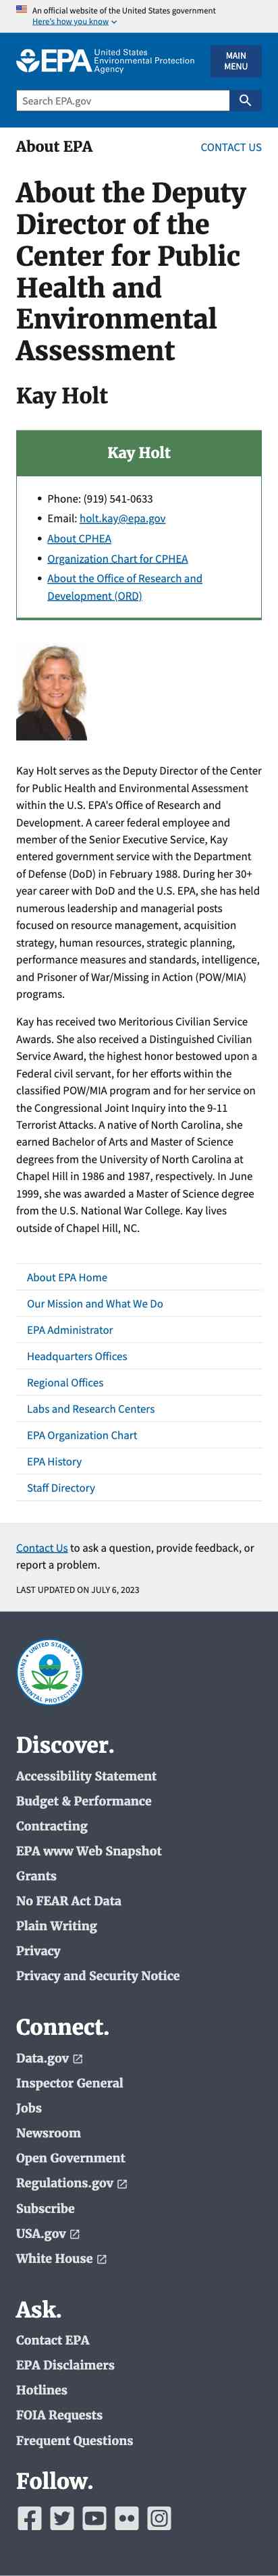 An official website of the United States government
Here's how you know
EPA United States
Environmental Protection
Agency
MAIN
MENU
Search EPA.gov
About EPA
CONTACT US
About the Deputy
Director of the
Center for Public
Health and
Environmental
Assessment
Kay Holt
Kay Holt
• Phone: (919) 541-0633
• Email: holt.kay@epa.gov
• About CPHEA
• Organization Chart for CPHEA
• About the Office of Research and
Development (ORD)
Kay Holt serves as the Deputy Director of the Center
for Public Health and Environmental Assessment
within the U.S. EPA's Office of Research and
Development. A career federal employee and
member of the Senior Executive Service, Kay
entered government service with the Department
of Defense (DoD) in February 1988. During her 30+
year career with DoD and the U.S. EPA, she has held
numerous leadership and managerial posts
focused on resource management, acquisition
strategy, human resources, strategic planning,
performance measures and standards, intelligence,
and Prisoner of War/Missing in Action (POW/MIA)
programs.
Kay has received two Meritorious Civilian Service
Awards. She also received a Distinguished Civilian
Service Award, the highest honor bestowed upon a
Federal civil servant, for her efforts within the
classified POW/MIA program and for her service on
the Congressional Joint Inquiry into the 9-11
Terrorist Attacks. A native of North Carolina, she
earned Bachelor of Arts and Master of Science
degrees from the University of North Carolina at
Chapel Hill in 1986 and 1987, respectively. In June
1999, she was awarded a Master of Science degree
from the U.S. National War College. Kay lives
outside of Chapel Hill, NC.
About EPA Home
Our Mission and What We Do
EPA Administrator
Headquarters Offices
Regional Offices
Labs and Research Centers
EPA Organization Chart
EPA History
Staff Directory
Contact Us to ask a question, provide feedback, or
report a problem.
LAST UPDATED ON JULY 6, 2023
UNITED STATES
ENVIRONMENTAL PROTECTION AGENCY
Discover.
Accessibility Statement
Budget & Performance
Contracting
EPA www Web Snapshot
Grants
No FEAR Act Data
Plain Writing
Privacy
Privacy and Security Notice
Connect.
Data.gov
Inspector General
Jobs
Newsroom
Open Government
Regulations.gov
Subscribe
USA.gov
White House
Ask.
Contact EPA
EPA Disclaimers
Hotlines
FOIA Requests
Frequent Questions
Follow.